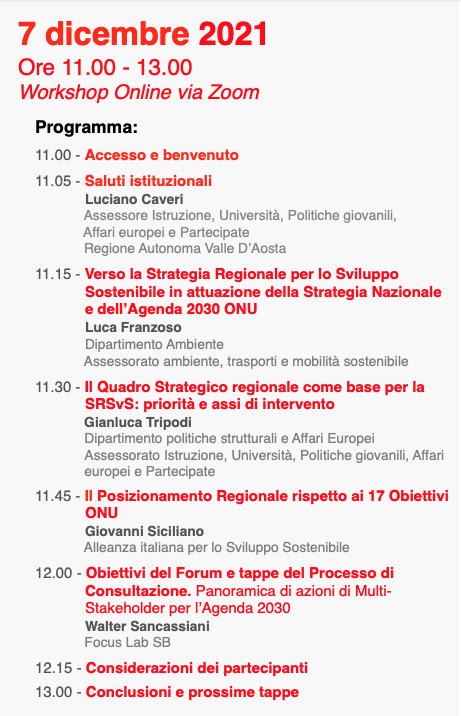 7 dicembre 2021
Ore 11.00 - 13.00
Workshop Online via Zoom
Programma:
11.00 - Accesso e benvenuto
11.05 - Saluti istituzionali
Luciano Caveri
Assessore Istruzione, Università, Politiche giovanili,
Affari europei e Partecipate
Regione Autonoma Valle D'Aosta
11.15 - Verso la Strategia Regionale per lo Sviluppo
Sostenibile in attuazione della Strategia Nazionale
e dell'Agenda 2030 ONU
Luca Franzoso
Dipartimento Ambiente
Assessorato ambiente, trasporti e mobilità sostenibile
11.30 - Il Quadro Strategico regionale come base per la
SRSvS: priorità e assi di intervento
Gianluca Tripodi
Dipartimento politiche strutturali e Affari Europei
Assessorato Istruzione, Università, Politiche giovanili, Affari
europei e Partecipate
11.45 - Il Posizionamento Regionale rispetto ai 17 Obiettivi
ONU
Giovanni Siciliano
Alleanza italiana per lo Sviluppo Sostenibile
12.00 - Obiettivi del Forum e tappe del Processo di
Consultazione. Panoramica di azioni di Multi-
Stakeholder per l'Agenda 2030
Walter Sancassiani
Focus Lab SB
12.15 - Considerazioni dei partecipanti
13.00 - Conclusioni e prossime tappe